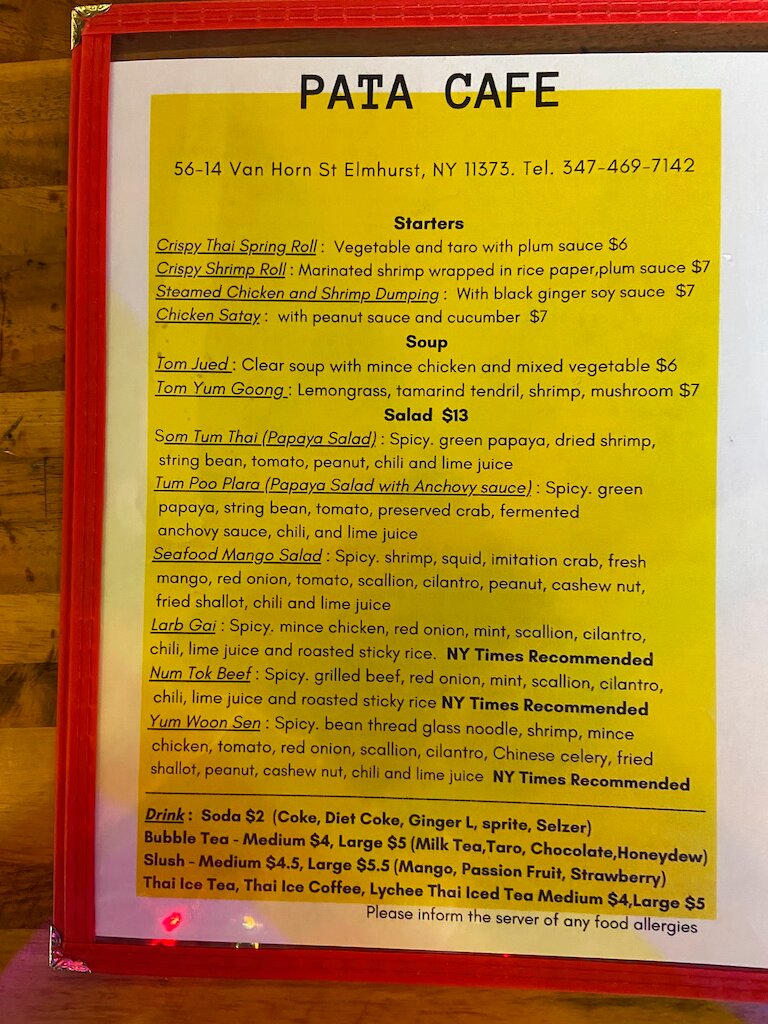 PATA CAFE
56-14 Van Horn St Elmhurst, NY 11373. Tel. 347-469-7142
Starters
Crispy Thai Spring Roll : Vegetable and taro with plum sauce $6
Crispy Shrimp Roll : Marinated shrimp wrapped in rice paper,plum sauce $7
Steamed Chicken and Shrimp Dumping : With black ginger soy sauce $7
Chicken Satay : with peanut sauce and cucumber $7
Soup
Tom Jued : Clear soup with mince chicken and mixed vegetable $6
Tom Yum Goong : Lemongrass, tamarind tendril, shrimp, mushroom $7
Salad $13
Som Tum Thai (Papaya Salad) : Spicy. green papaya, dried shrimp,
string bean, tomato, peanut, chili and lime juice
Tum Poo Plara (Papaya Salad with Anchovy sauce) : Spicy. green
papaya, string bean, tomato, preserved crab, fermented
anchovy sauce, chili, and lime juice
Seafood Mango Salad : Spicy. shrimp, squid, imitation crab, fresh
mango, red onion, tomato, scallion, cilantro, peanut, cashew nut,
fried shallot, chili and lime juice
Larb Gai : Spicy. mince chicken, red onion, mint, scallion, cilantro,
chili, lime juice and roasted sticky rice. NY Times Recommended
Num Tok Beef : Spicy. grilled beef, red onion, mint, scallion, cilantro,
chili, lime juice and roasted sticky rice NY Times Recommended
Yum Woon Sen : Spicy. bean thread glass noodle, shrimp, mince
chicken, tomato, red onion, scallion, cilantro, Chinese celery, fried
shallot, peanut, cashew nut, chili and lime juice NY Times Recommended
Drink : Soda $2 (Coke, Diet Coke, Ginger L, sprite, Selzer)
Bubble Tea - Medium $4, Large $5 (Milk Tea,Taro, Chocolate,Honeydew)
Slush - Medium $4.5, Large $5.5 (Mango, Passion Fruit, Strawberry)
Thai Ice Tea, Thai Ice Coffee, Lychee Thai Iced Tea Medium $4,Large $5
Please inform the server of any food allergies